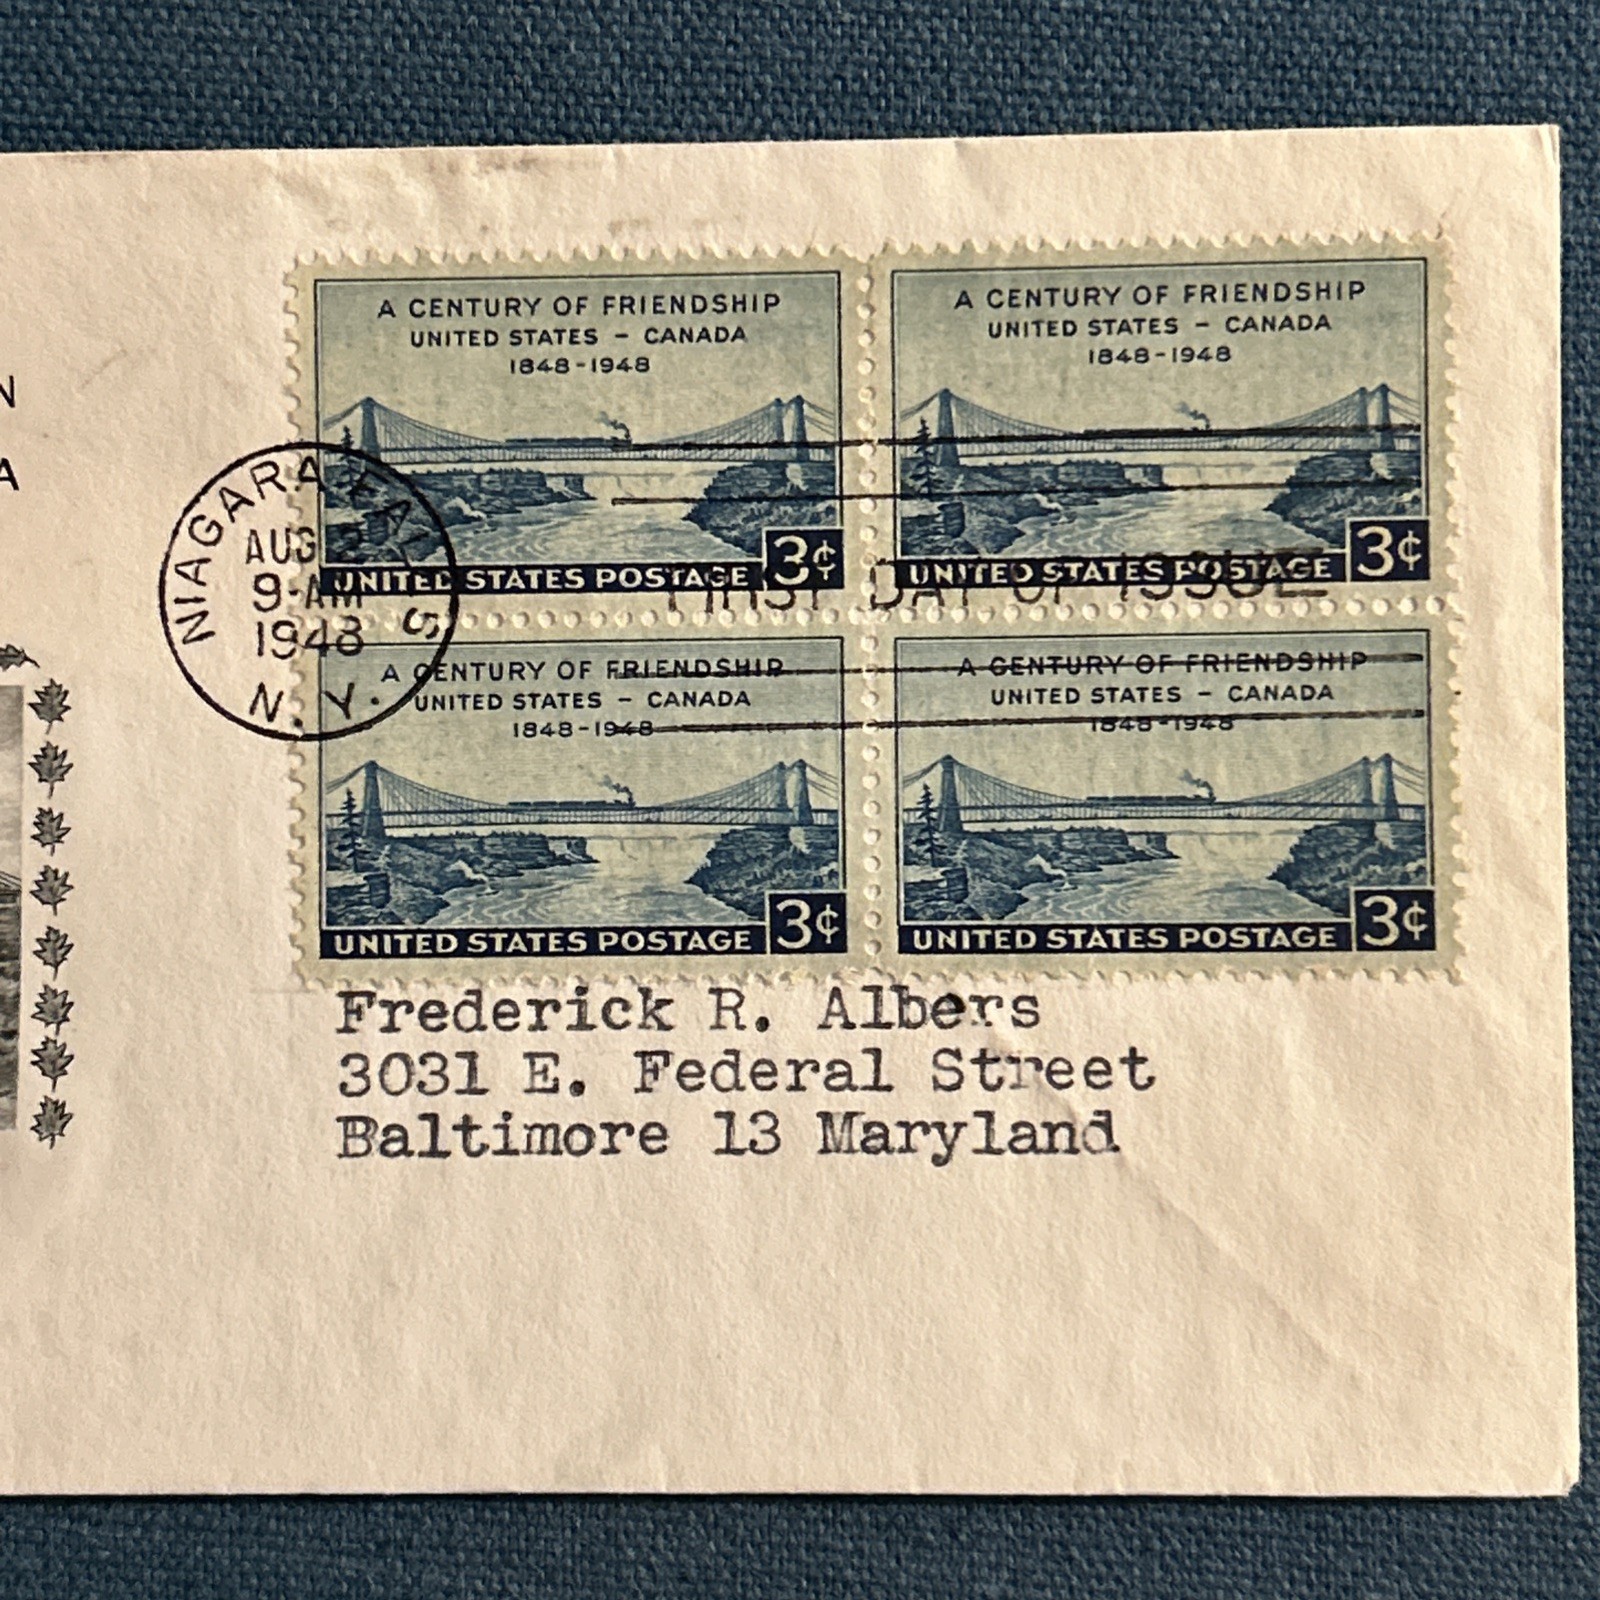 N
A
A CENTURY OF FRIENDSHIP
UNITED STATES - CANADA
1848-1948
3¢
UNITED STATES POSTAGE
A CENTURY OF FRIENDSHIP
UNITED STATES - CANADA
1848-1948
3¢
UNITED STATES POSTAGE
NIAGARA FALLS
AUG 2
9-AM
1948
N. Y.
FIRST DAY OF ISSUE
A CENTURY OF FRIENDSHIP
UNITED STATES - CANADA
1848-1948
3¢
UNITED STATES POSTAGE
A CENTURY OF FRIENDSHIP
UNITED STATES - CANADA
1848-1948
3¢
UNITED STATES POSTAGE
Frederick R. Albers
3031 E. Federal Street
Baltimore 13 Maryland